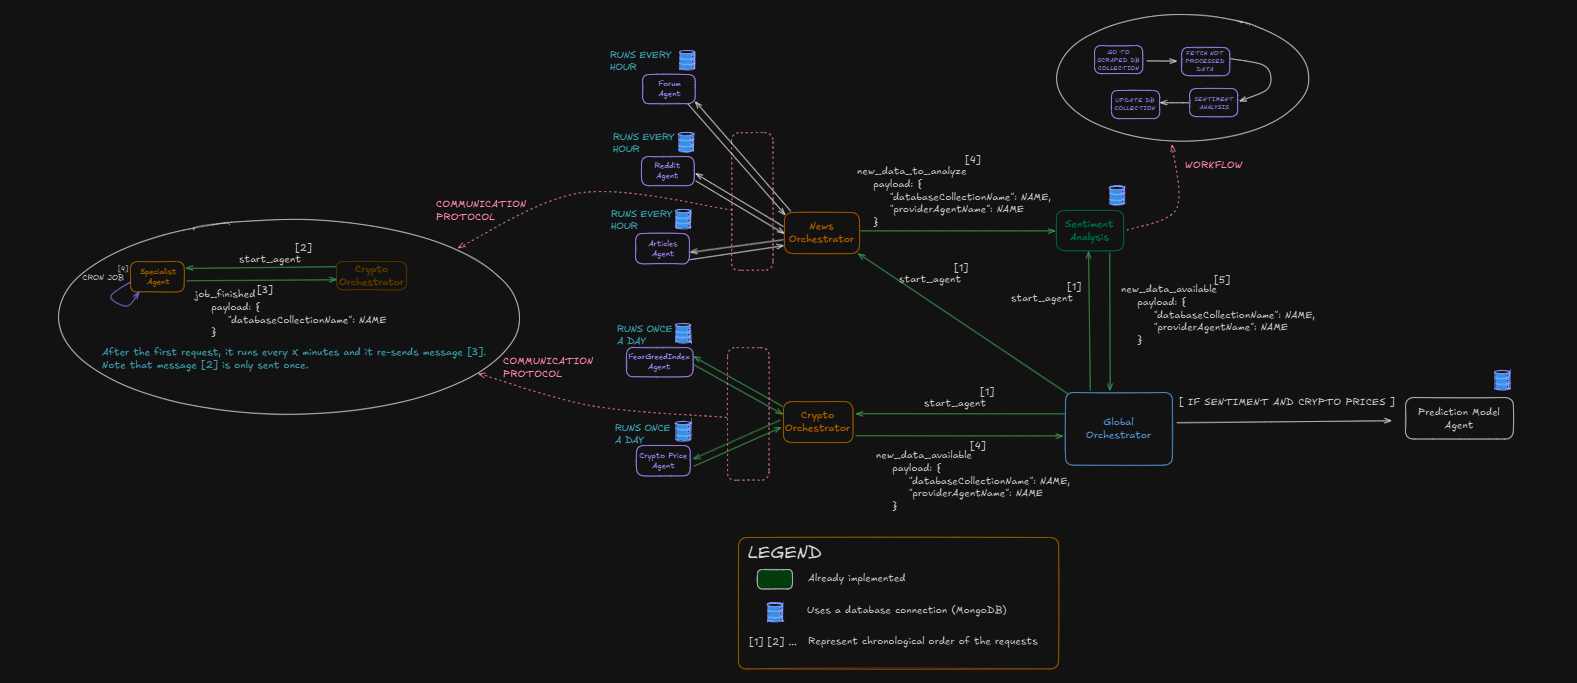 RUNS EVERY
HOUR
Forum
Agent
RUNS EVERY
HOUR
Reddit
Agent
RUNS EVERY
HOUR
Articles
Agent
COMMUNICATION
PROTOCOL
[2]
start_agent
[4]
CRON JOB
Specialist
Agent
Crypto
Orchestrator
job_finished
[3]
payload: {
"databaseCollectionName": NAME
}
After the first request, it runs every X minutes and it re-sends message [3].
Note that message [2] is only sent once.
COMMUNICATION
PROTOCOL
RUNS ONCE
A DAY
FearGreedIndex
Agent
RUNS ONCE
A DAY
Crypto Price
Agent
News
Orchestrator
[4]
new_data_to_analyze
payload: {
"databaseCollectionName": NAME,
"providerAgentName": NAME
}
Sentiment
Analysis
WORKFLOW
GO TO
SCRAPED DB
COLLECTION
FETCH NOT
PROCESSED
DATA
SENTIMENT
ANALYSIS
UPDATE DB
COLLECTION
[1]
start_agent
[1]
start_agent
[5]
new_data_available
payload: {
"databaseCollectionName": NAME,
"providerAgentName": NAME
}
Crypto
Orchestrator
[1]
start_agent
[4]
new_data_available
payload: {
"databaseCollectionName": NAME,
"providerAgentName": NAME
}
Global
Orchestrator
[ IF SENTIMENT AND CRYPTO PRICES ]
Prediction Model
Agent
LEGEND
Already implemented
Uses a database connection (MongoDB)
[1] [2] ... Represent chronological order of the requests